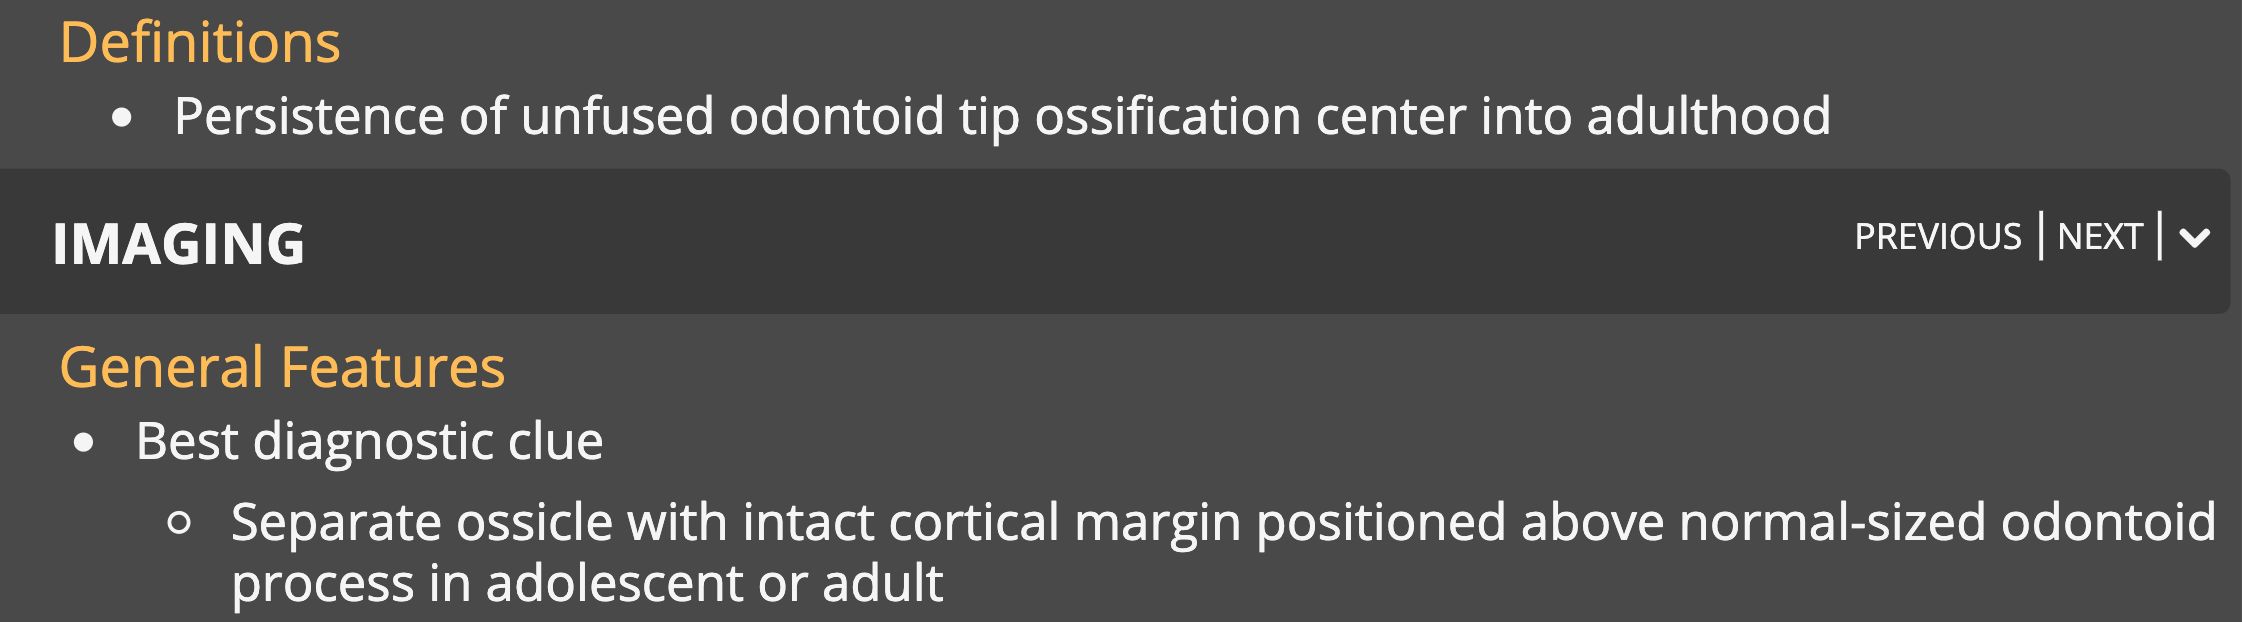 Definitions
• Persistence of unfused odontoid tip ossification center into adulthood
IMAGING
PREVIOUS | NEXT |
General Features
• Best diagnostic clue
○ Separate ossicle with intact cortical margin positioned above normal-sized odontoid
process in adolescent or adult